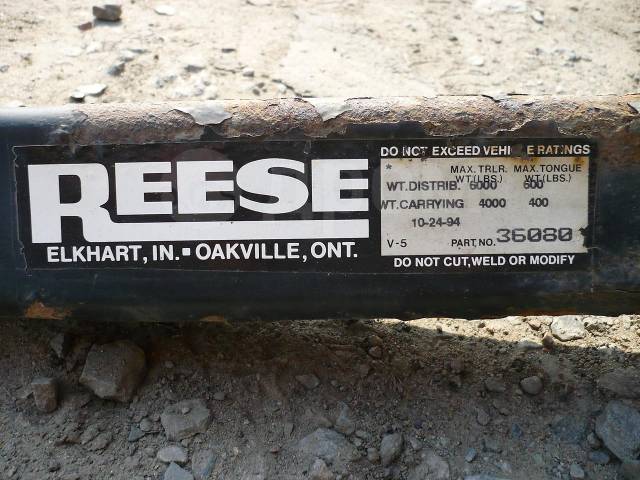 REESE
ELKHART, IN. ▪ OAKVILLE, ONT.
DO NOT EXCEED VEHICLE RATINGS
* MAX. TRLR. MAX. TONGUE
WT.(LBS.) WT.(LBS.)
WT. DISTRIB. 6000 600
WT. CARRYING 4000 400
10-24-94
V-5 PART. NO. 36080
DO NOT CUT, WELD OR MODIFY